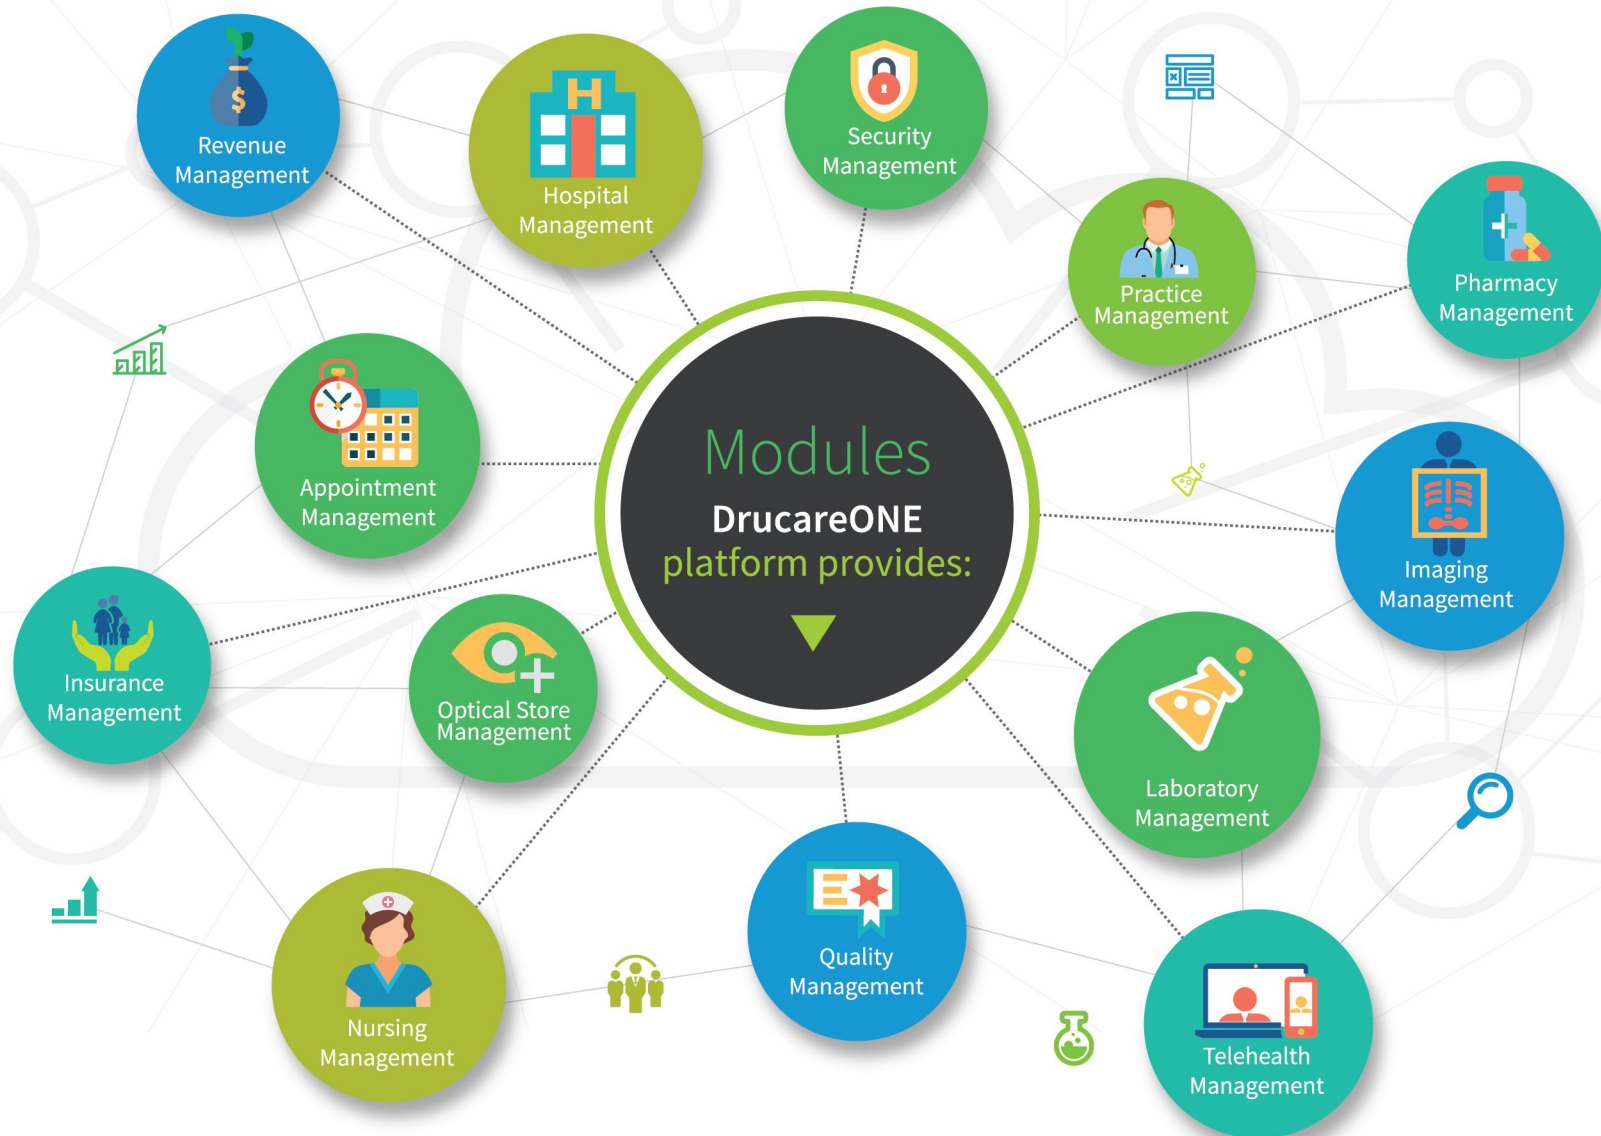 Revenue
Management
Hospital
Management
H
Security
Management
Practice
Management
Pharmacy
Management
Appointment
Management
Modules
DrucareONE
platform provides:
Imaging
Management
Insurance
Management
Optical Store
Management
Laboratory
Management
Nursing
Management
Quality
Management
Telehealth
Management
$